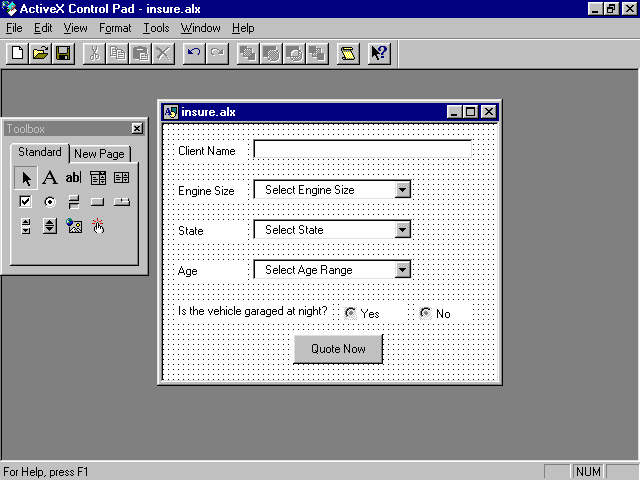 ActiveX Control Pad - insure.alx
File Edit View Format Tools Window Help
Toolbox
Standard New Page
A ab|
insure.alx
Client Name
Engine Size Select Engine Size
State Select State
Age Select Age Range
Is the vehicle garaged at night? Yes No
Quote Now
For Help, press F1 NUM